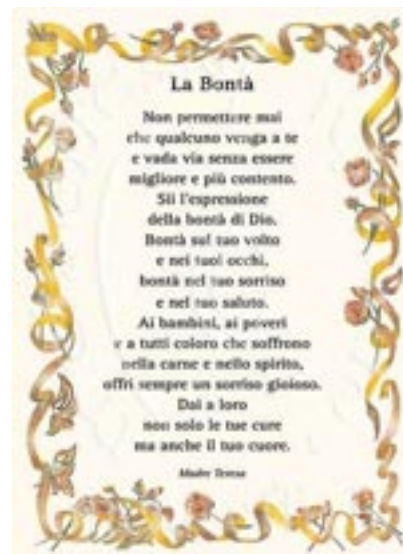 La Bontà
Non permettere mai
che qualcuno venga a te
e vada via senza essere
migliore e più contento.
Sii l'espressione
della bontà di Dio.
Bontà sul tuo volto
e nei tuoi occhi,
bontà nel tuo sorriso
e nel tuo saluto.
Ai bambini, ai poveri
e a tutti coloro che soffrono
nella carne e nello spirito,
offri sempre un sorriso gioioso.
Dai a loro
non solo le tue cure
ma anche il tuo cuore.
Madre Teresa